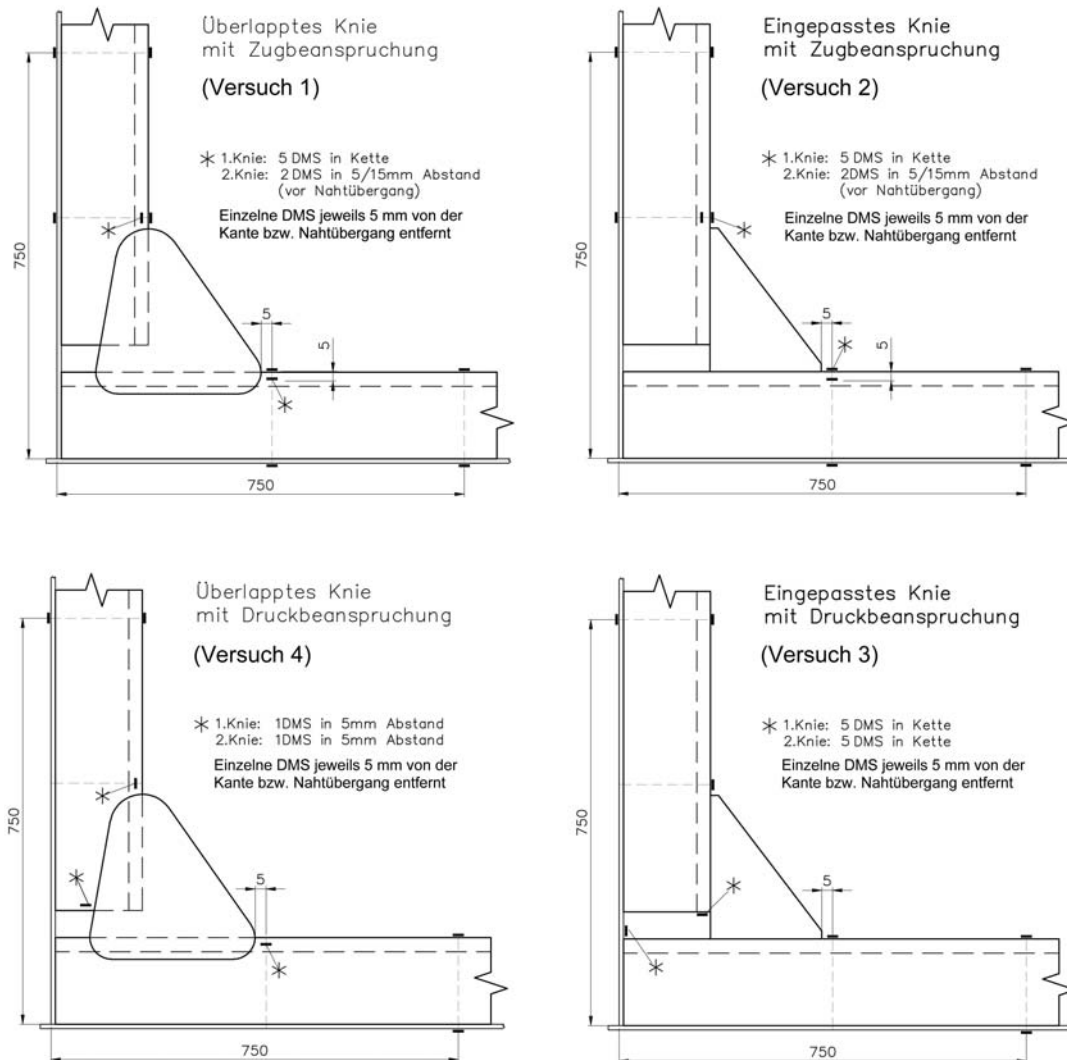 Überlapptes Knie
mit Zugbeanspruchung
(Versuch 1)
1.Knie: 5 DMS in Kette
2.Knie: 2 DMS in 5/15mm Abstand
(vor Nahtübergang)
Einzelne DMS jeweils 5 mm von der
Kante bzw. Nahtübergang entfernt
750
5
5
750
Eingepasstes Knie
mit Zugbeanspruchung
(Versuch 2)
1.Knie: 5 DMS in Kette
2.Knie: 2DMS in 5/15mm Abstand
(vor Nahtübergang)
Einzelne DMS jeweils 5 mm von der
Kante bzw. Nahtübergang entfernt
750
5
5
750
Überlapptes Knie
mit Druckbeanspruchung
(Versuch 4)
1.Knie: 1DMS in 5mm Abstand
2.Knie: 1DMS in 5mm Abstand
Einzelne DMS jeweils 5 mm von der
Kante bzw. Nahtübergang entfernt
750
5
750
Eingepasstes Knie
mit Druckbeanspruchung
(Versuch 3)
1.Knie: 5 DMS in Kette
2.Knie: 5 DMS in Kette
Einzelne DMS jeweils 5 mm von der
Kante bzw. Nahtübergang entfernt
750
5
750